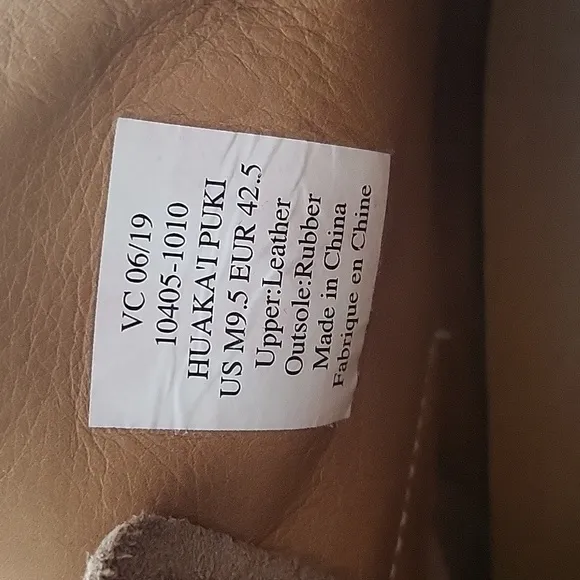 VC 06/19
10405-1010
HUAKA'I PUKI
US M9.5 EUR 42.5
Upper:Leather
Outsole:Rubber
Made in China
Fabrique en Chine